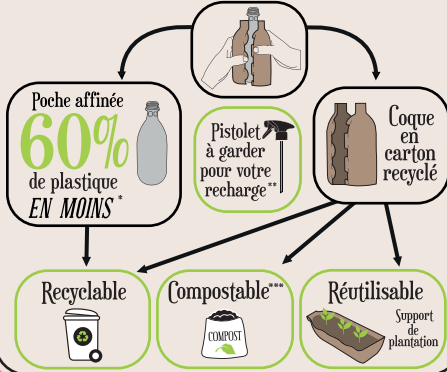 Poche affinée
60%
de plastique
EN MOINS*
Pistolet
à garder
pour votre
recharge**
Coque
en
carton
recyclé
Recyclable
Compostable***
COMPOST
Réutilisable
Support
de
plantation